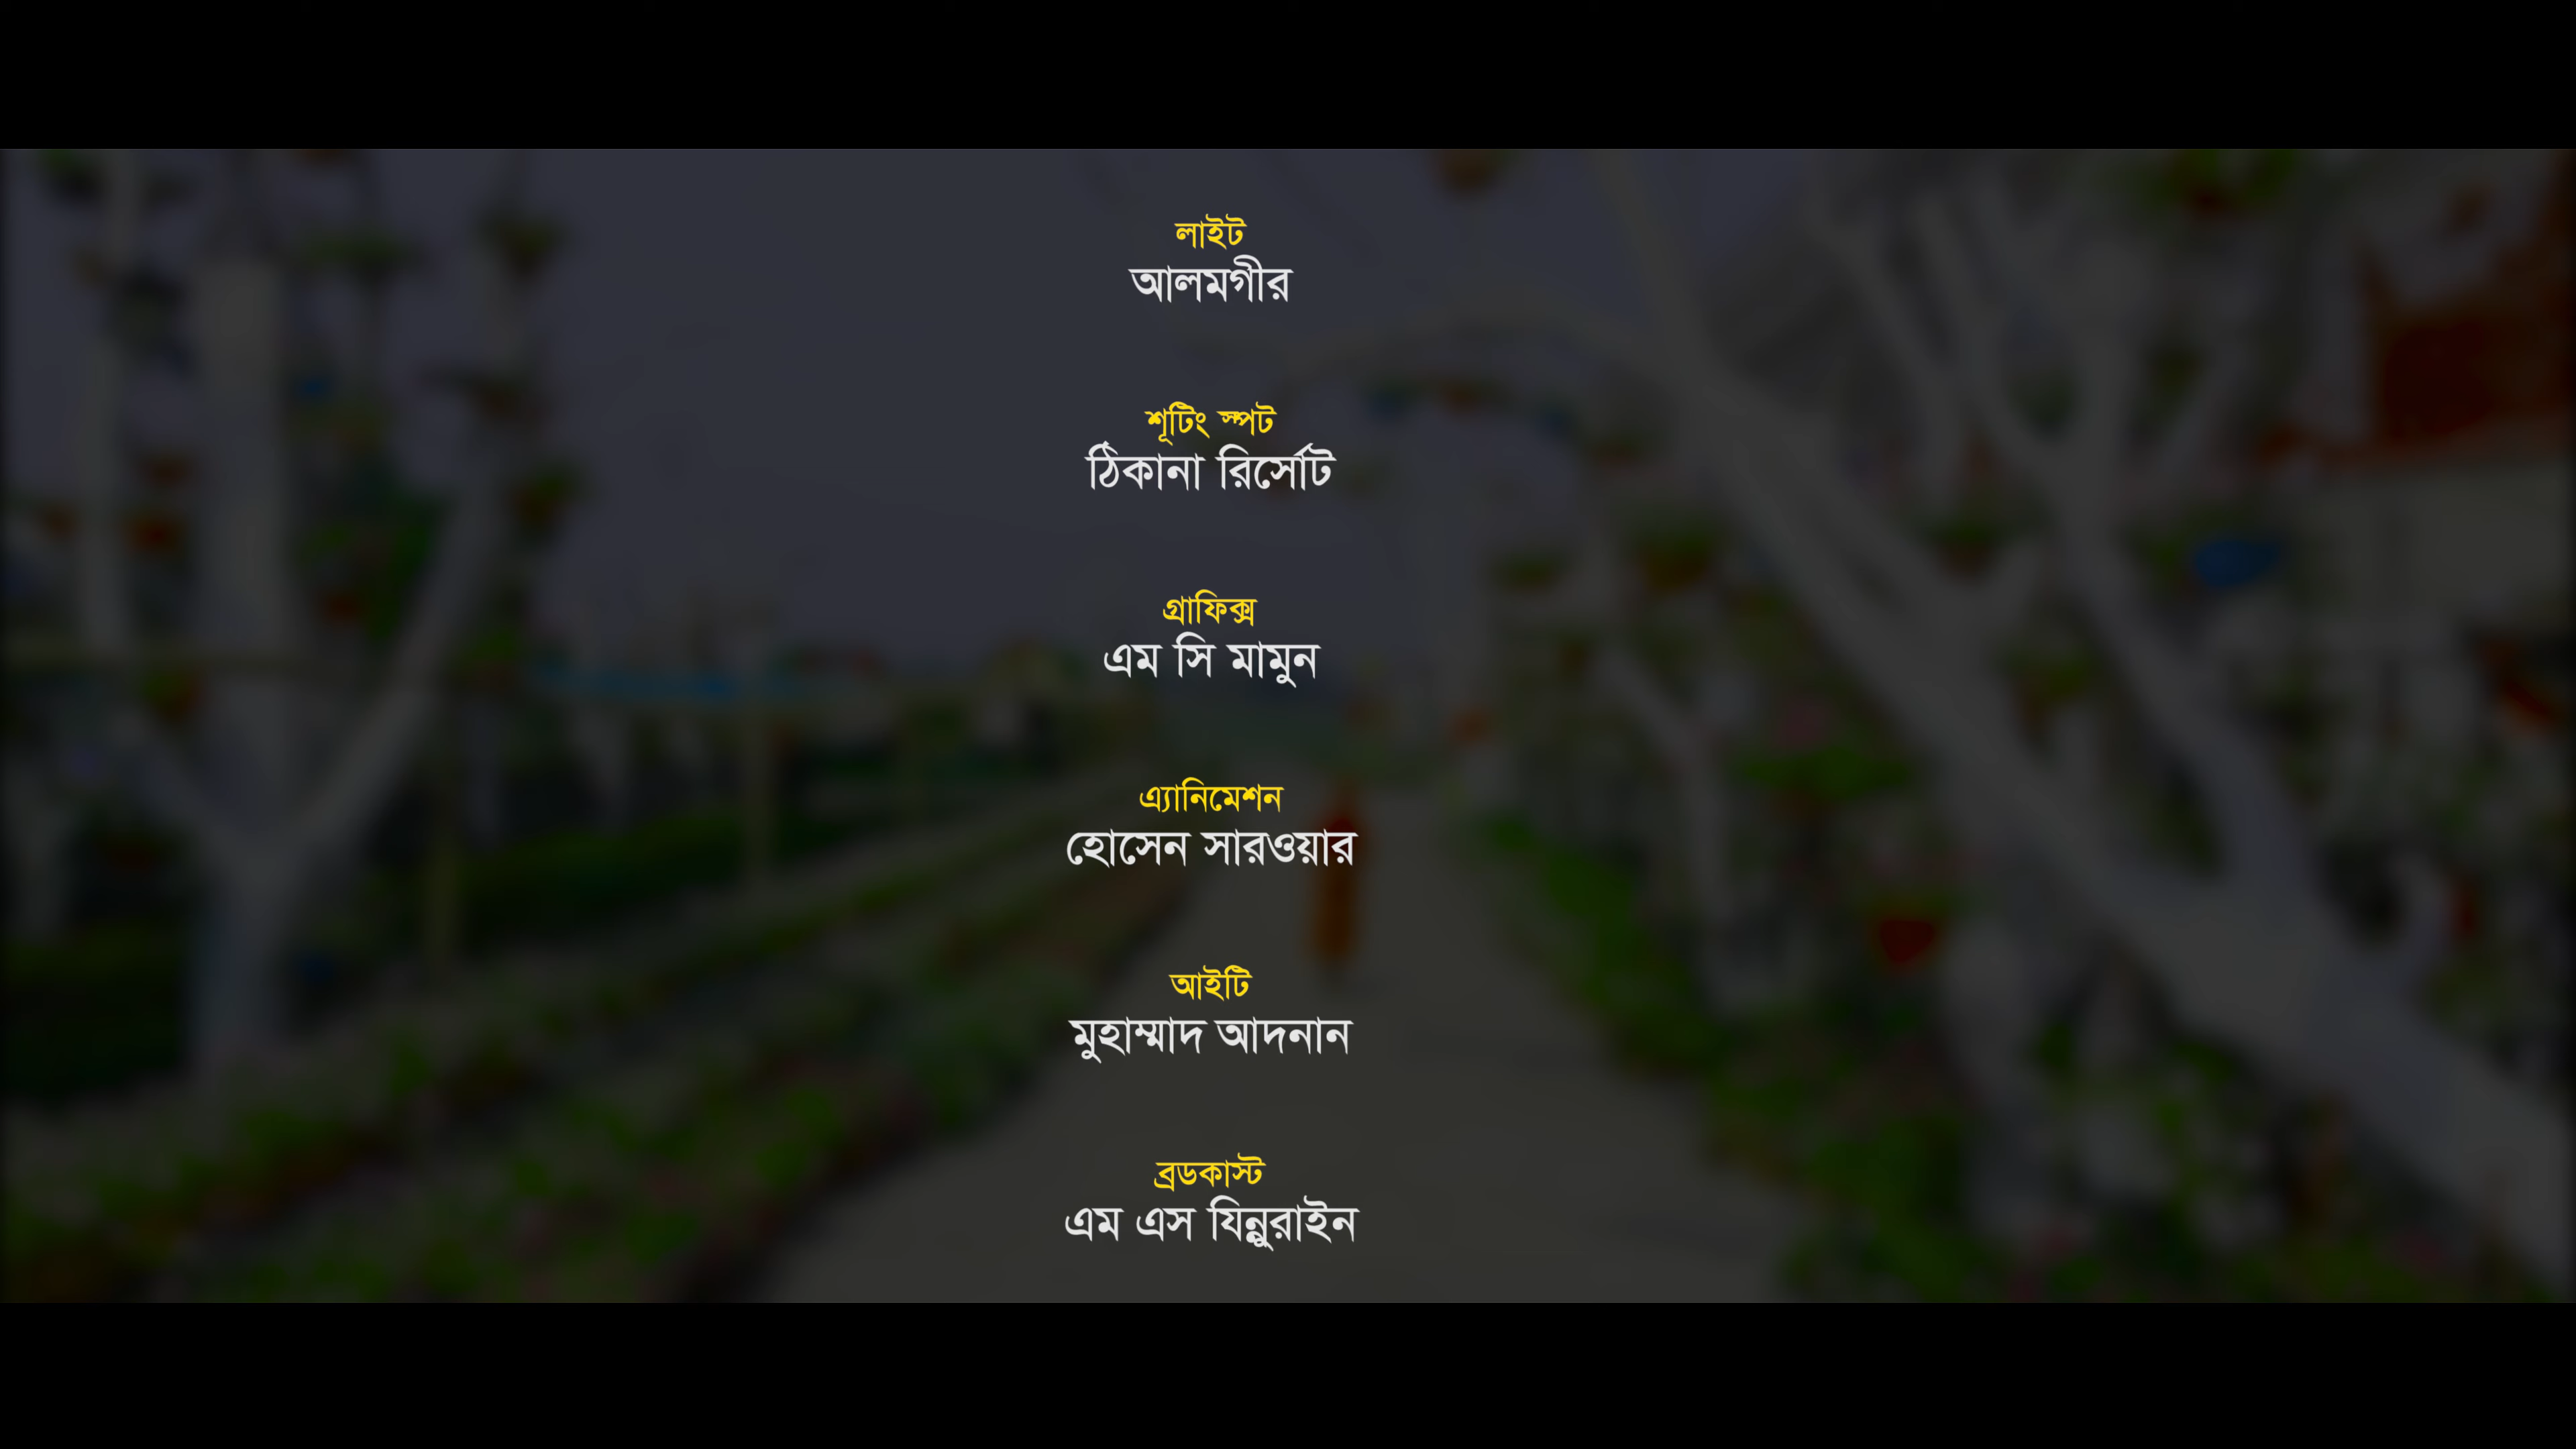 লাইট
আলমগীর
শূটিং স্পট
ঠিকানা রিসোর্ট
গ্রাফিক্স
এম সি মামুন
এ্যানিমেশন
হোসেন সারওয়ার
আইটি
মুহাম্মাদ আদনান
ব্রডকাস্ট
এম এস যিন্নুরাইন